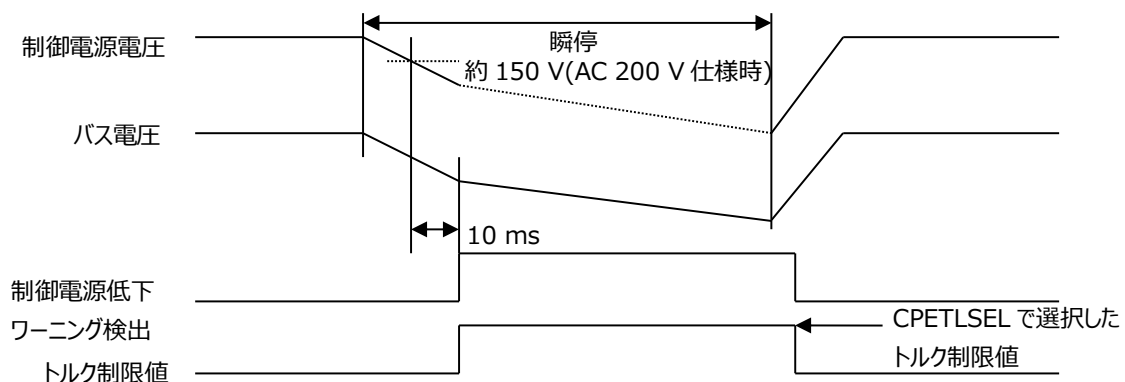 瞬停
制御電源電圧
約 150 V(AC 200 V 仕様時)
バス電圧
10 ms
制御電源低下
ワーニング検出
CPETLSEL で選択した
トルク制限値
トルク制限値